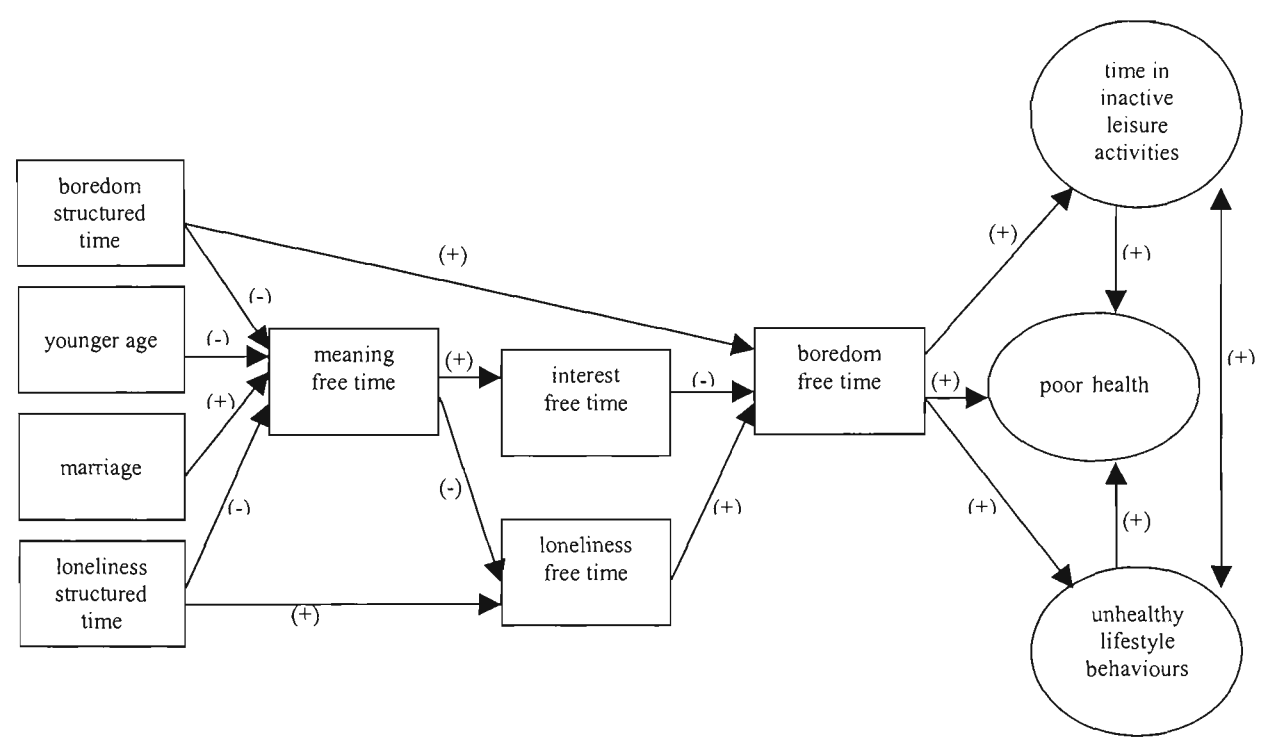 time in
inactive
leisure
activities
boredom
structured
time
(+)
(+)
(+)
(-)
younger age
(-)
meaning
free time
(+)
interest
free time
(-)
boredom
free time
(+)
poor health
(+)
(+)
marriage
(-)
(-)
(+)
(+)
(+)
loneliness
structured
time
(+)
loneliness
free time
unhealthy
lifestyle
behaviours